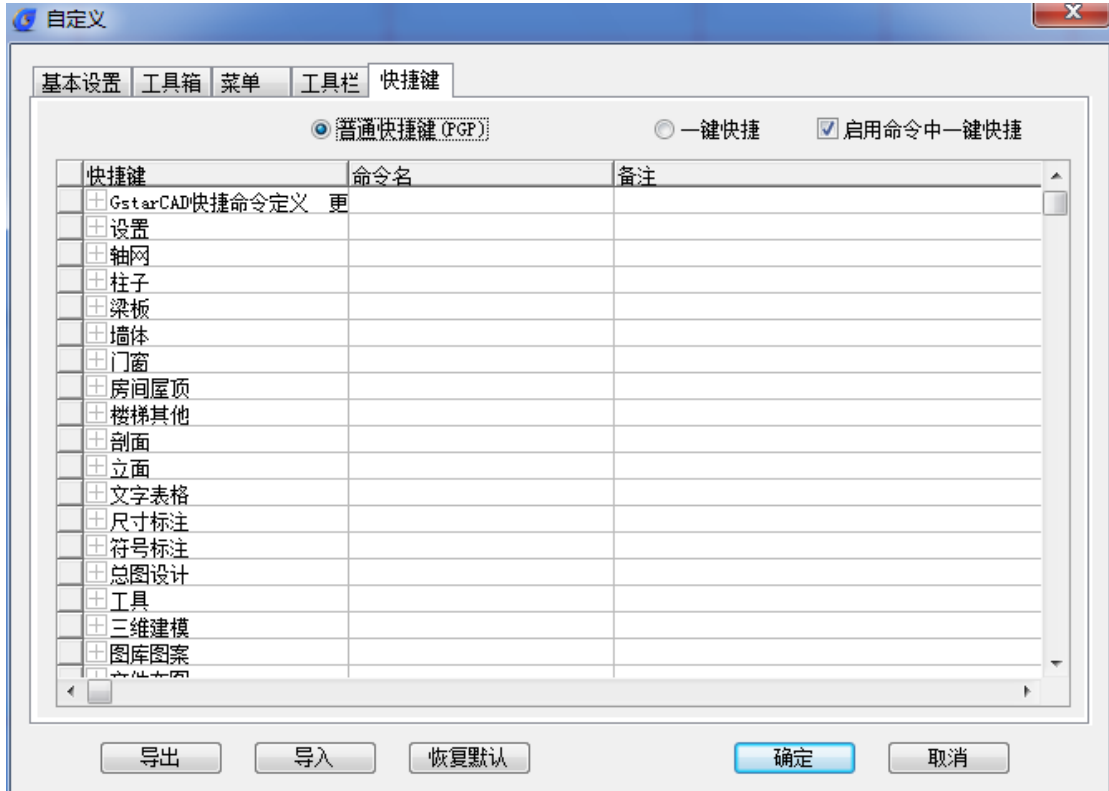 自定义
基本设置 工具箱 菜单 工具栏 快捷键
普通快捷键(PGP) 一键快捷 启用命令中一键快捷
快捷键 命令名 备注
GstarCAD快捷命令定义 更
设置
轴网
柱子
梁板
墙体
门窗
房间屋顶
楼梯其他
剖面
立面
文字表格
尺寸标注
符号标注
总图设计
工具
三维建模
图库图案
导出 导入 恢复默认 确定 取消